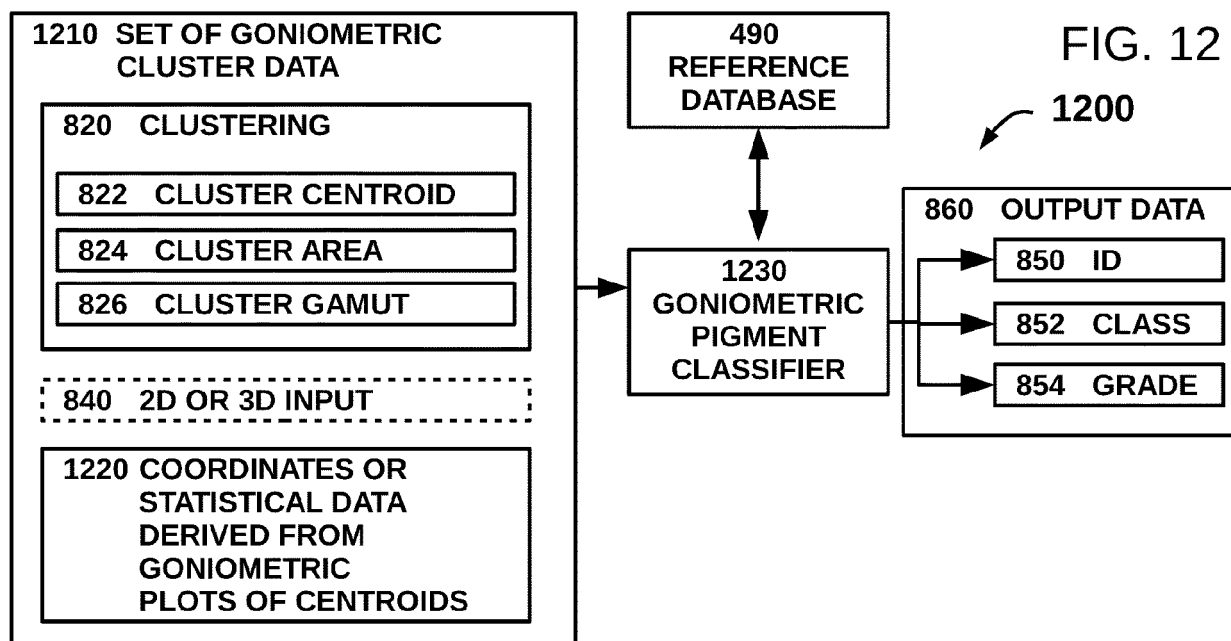 1210 SET OF GONIOMETRIC
CLUSTER DATA
820 CLUSTERING
822 CLUSTER CENTROID
824 CLUSTER AREA
826 CLUSTER GAMUT
840 2D OR 3D INPUT
1220 COORDINATES OR
STATISTICAL DATA
DERIVED FROM
GONIOMETRIC
PLOTS OF CENTROIDS
490
REFERENCE
DATABASE
1230
GONIOMETRIC
PIGMENT
CLASSIFIER
FIG. 12
1200
860 OUTPUT DATA
850 ID
852 CLASS
854 GRADE